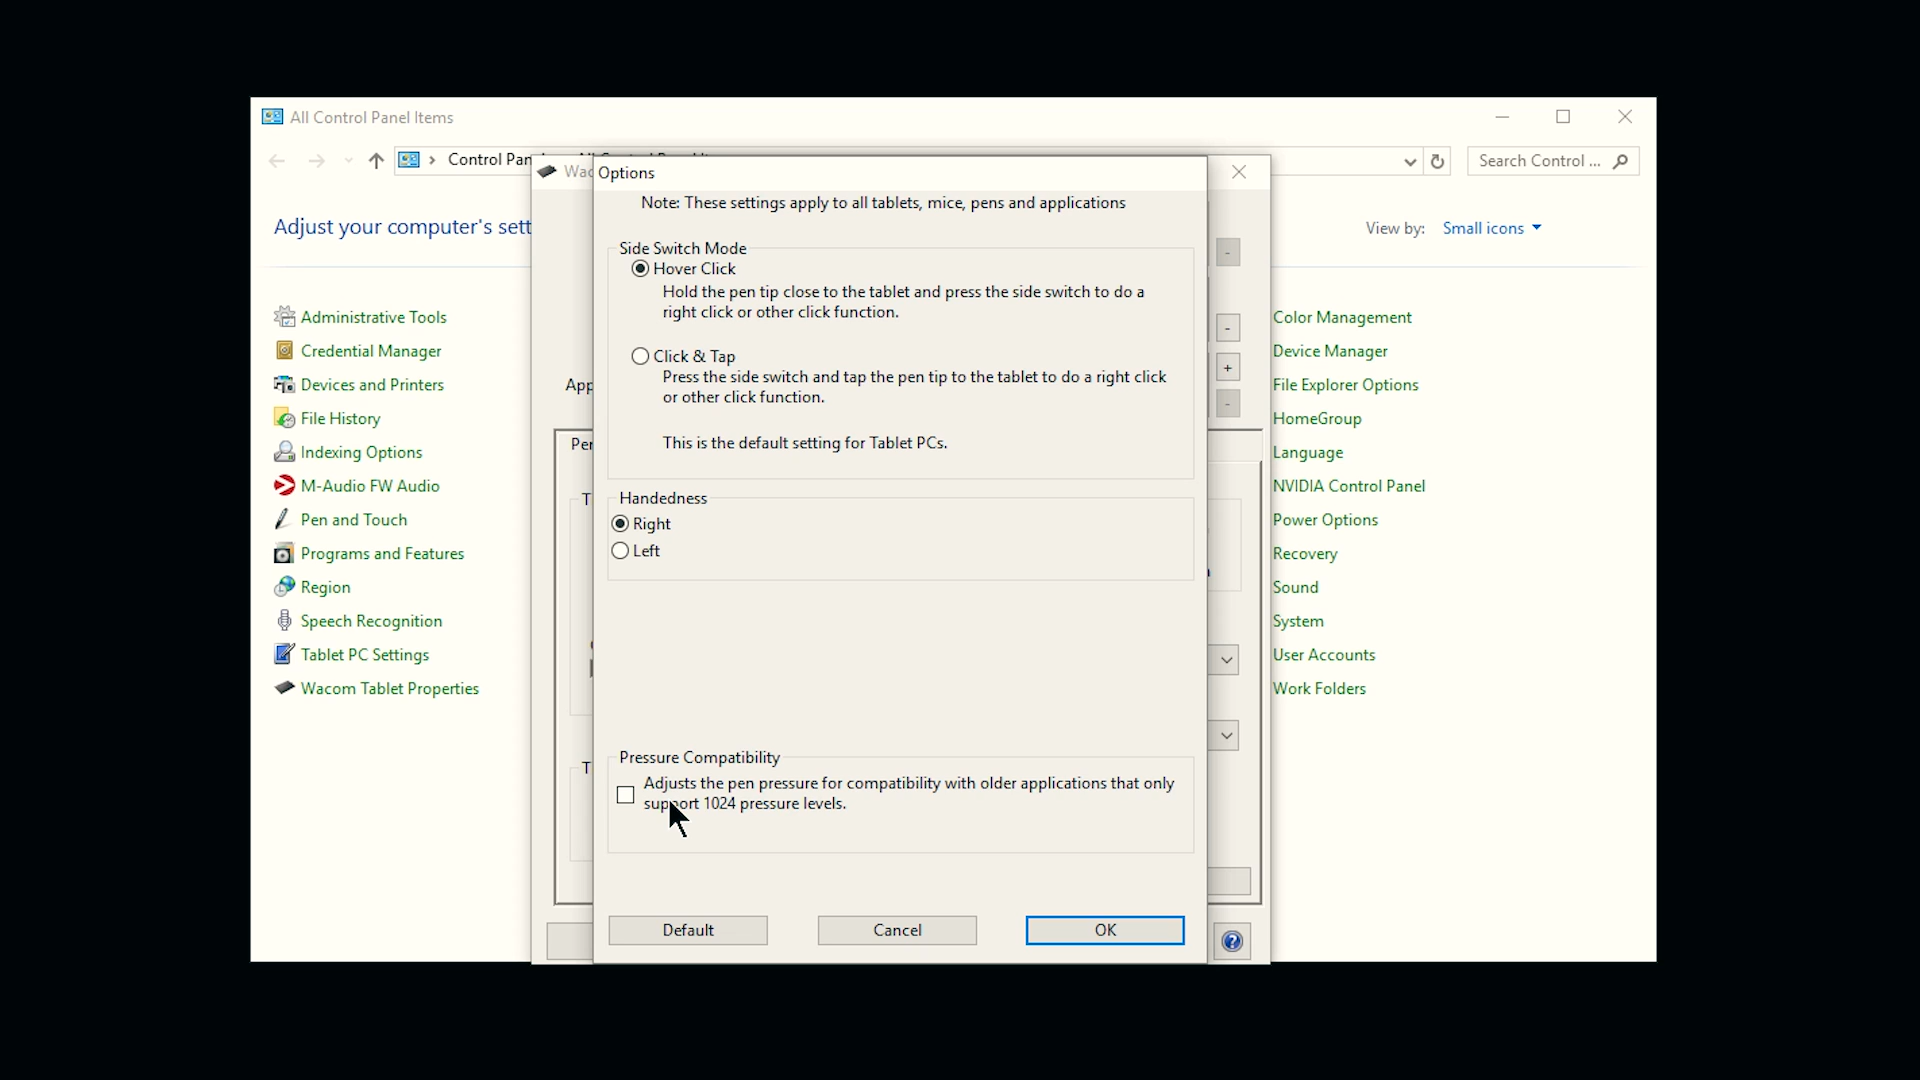 All Control Panel Items
Search Control ...
Options
Note: These settings apply to all tablets, mice, pens and applications
Adjust your computer's
View by: Small icons
Side Switch Mode
Hover Click
Hold the pen tip close to the tablet and press the side switch to do a
right click or other click function.
Click & Tap
Press the side switch and tap the pen tip to the tablet to do a right click
or other click function.
This is the default setting for Tablet PCs.
Handedness
Right
Left
Pressure Compatibility
Adjusts the pen pressure for compatibility with older applications that only
support 1024 pressure levels.
Default
Cancel
OK
Administrative Tools
Credential Manager
Devices and Printers
File History
Indexing Options
M-Audio FW Audio
Pen and Touch
Programs and Features
Region
Speech Recognition
Tablet PC Settings
Wacom Tablet Properties
Color Management
Device Manager
File Explorer Options
HomeGroup
Language
NVIDIA Control Panel
Power Options
Recovery
Sound
System
User Accounts
Work Folders